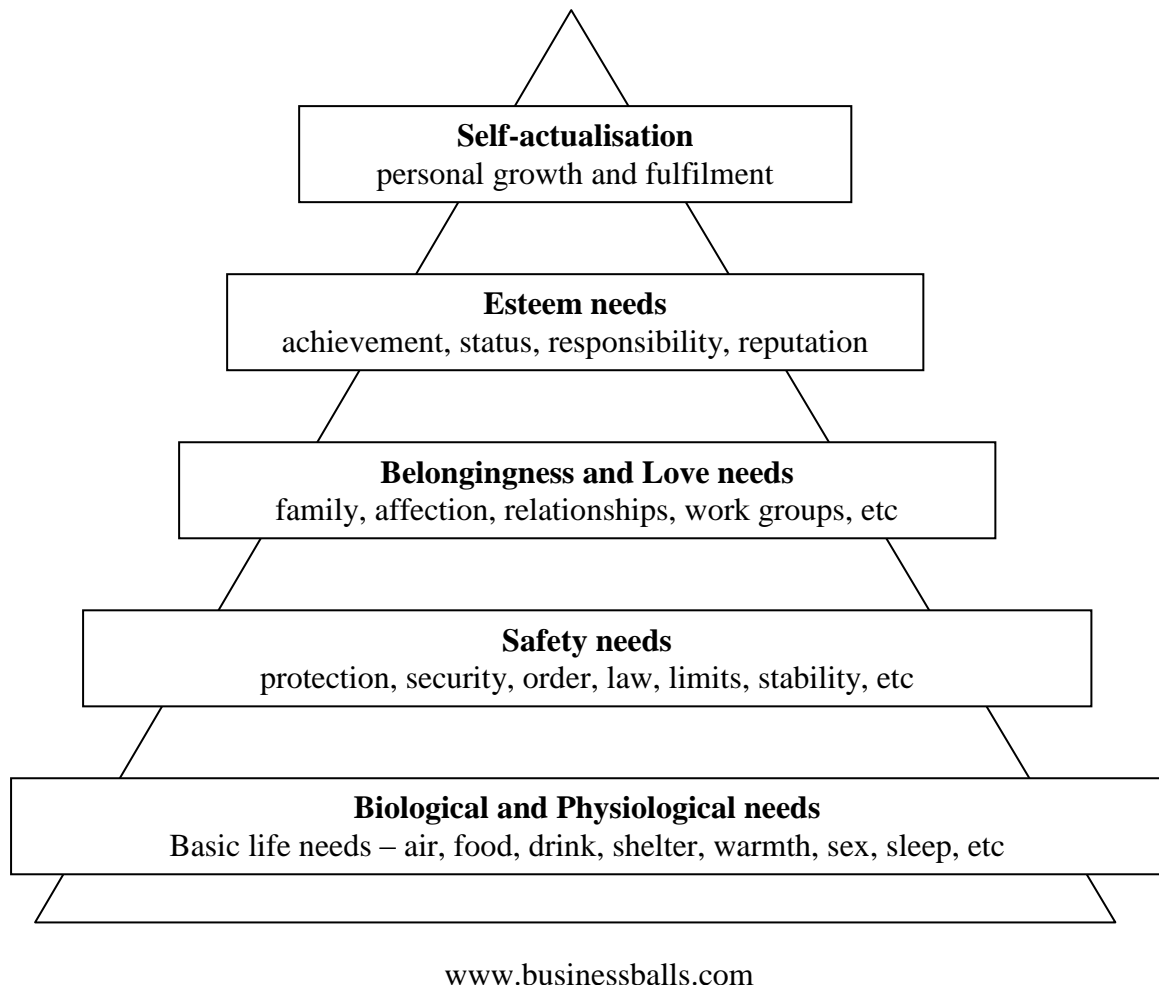 Self-actualisation
personal growth and fulfilment
Esteem needs
achievement, status, responsibility, reputation
Belongingness and Love needs
family, affection, relationships, work groups, etc
Safety needs
protection, security, order, law, limits, stability, etc
Biological and Physiological needs
Basic life needs – air, food, drink, shelter, warmth, sex, sleep, etc
www.businessballs.com